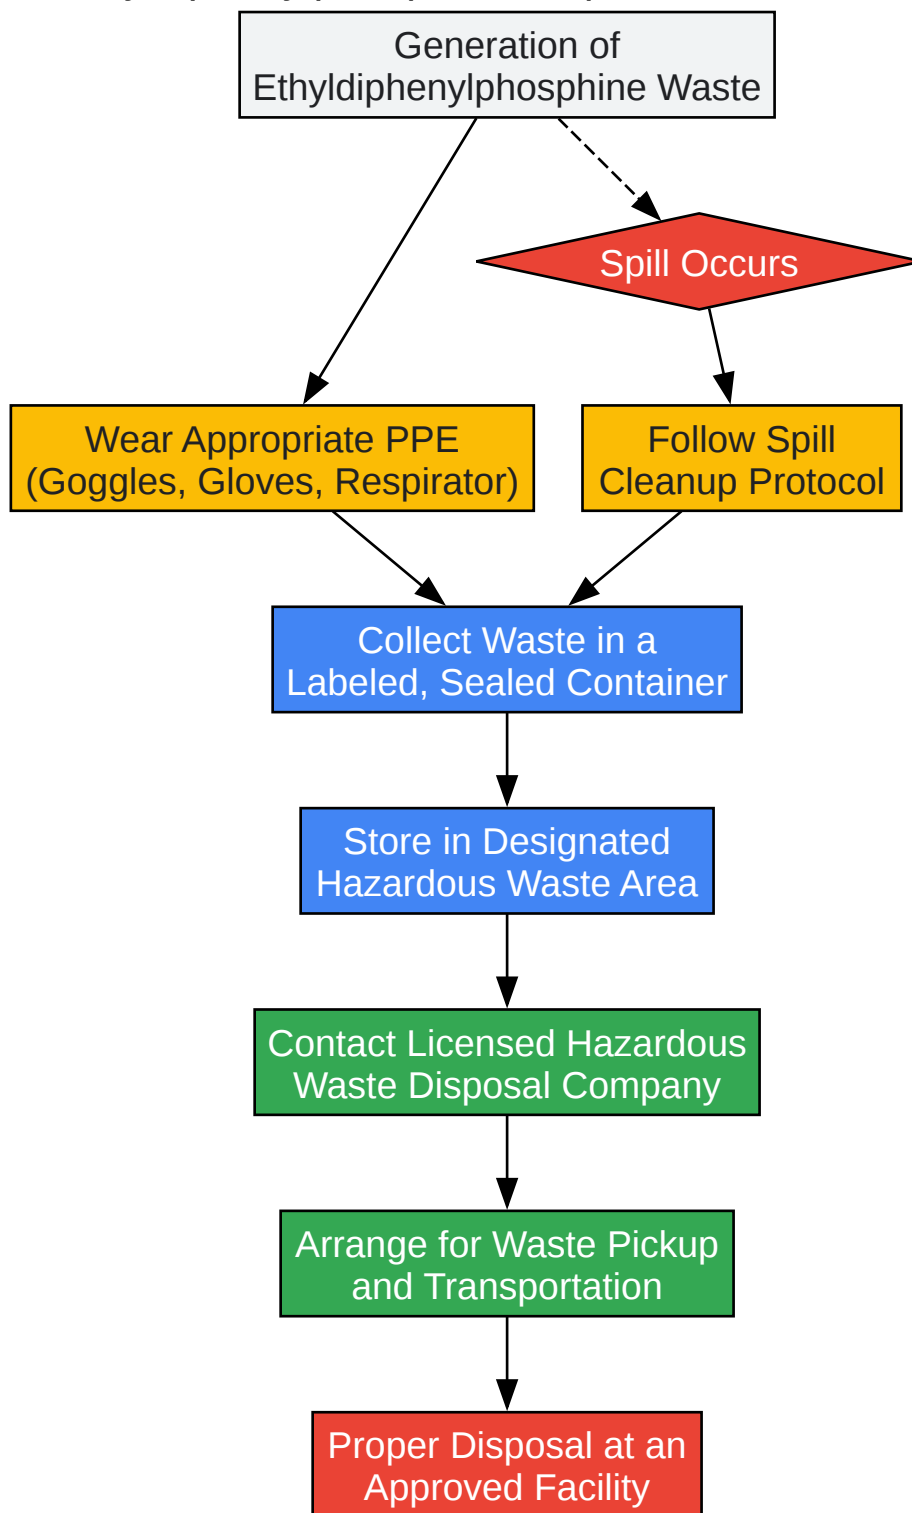 Generation of
Ethyldiphenylphosphine Waste
Spill Occurs
Wear Appropriate PPE
(Goggles, Gloves, Respirator)
Follow Spill
Cleanup Protocol
Collect Waste in a
Labeled, Sealed Container
Store in Designated
Hazardous Waste Area
Contact Licensed Hazardous
Waste Disposal Company
Arrange for Waste Pickup
and Transportation
Proper Disposal at an
Approved Facility